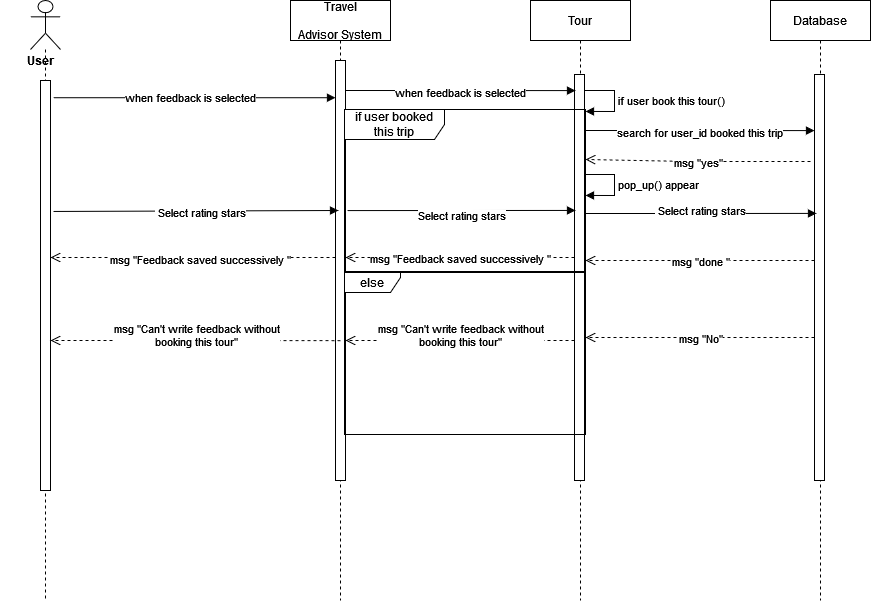 Travel
Advisor System
Tour
Database
User
when feedback is selected
when feedback is selected
if user book this tour()
if user booked
this trip
search for user_id booked this trip
msg "yes"
pop_up() appear
Select rating stars
Select rating stars
Select rating stars
msg "Feedback saved successively "
msg "Feedback saved successively "
msg "done "
else
msg "Can't write feedback without
booking this tour"
msg "Can't write feedback without
booking this tour"
msg "No"